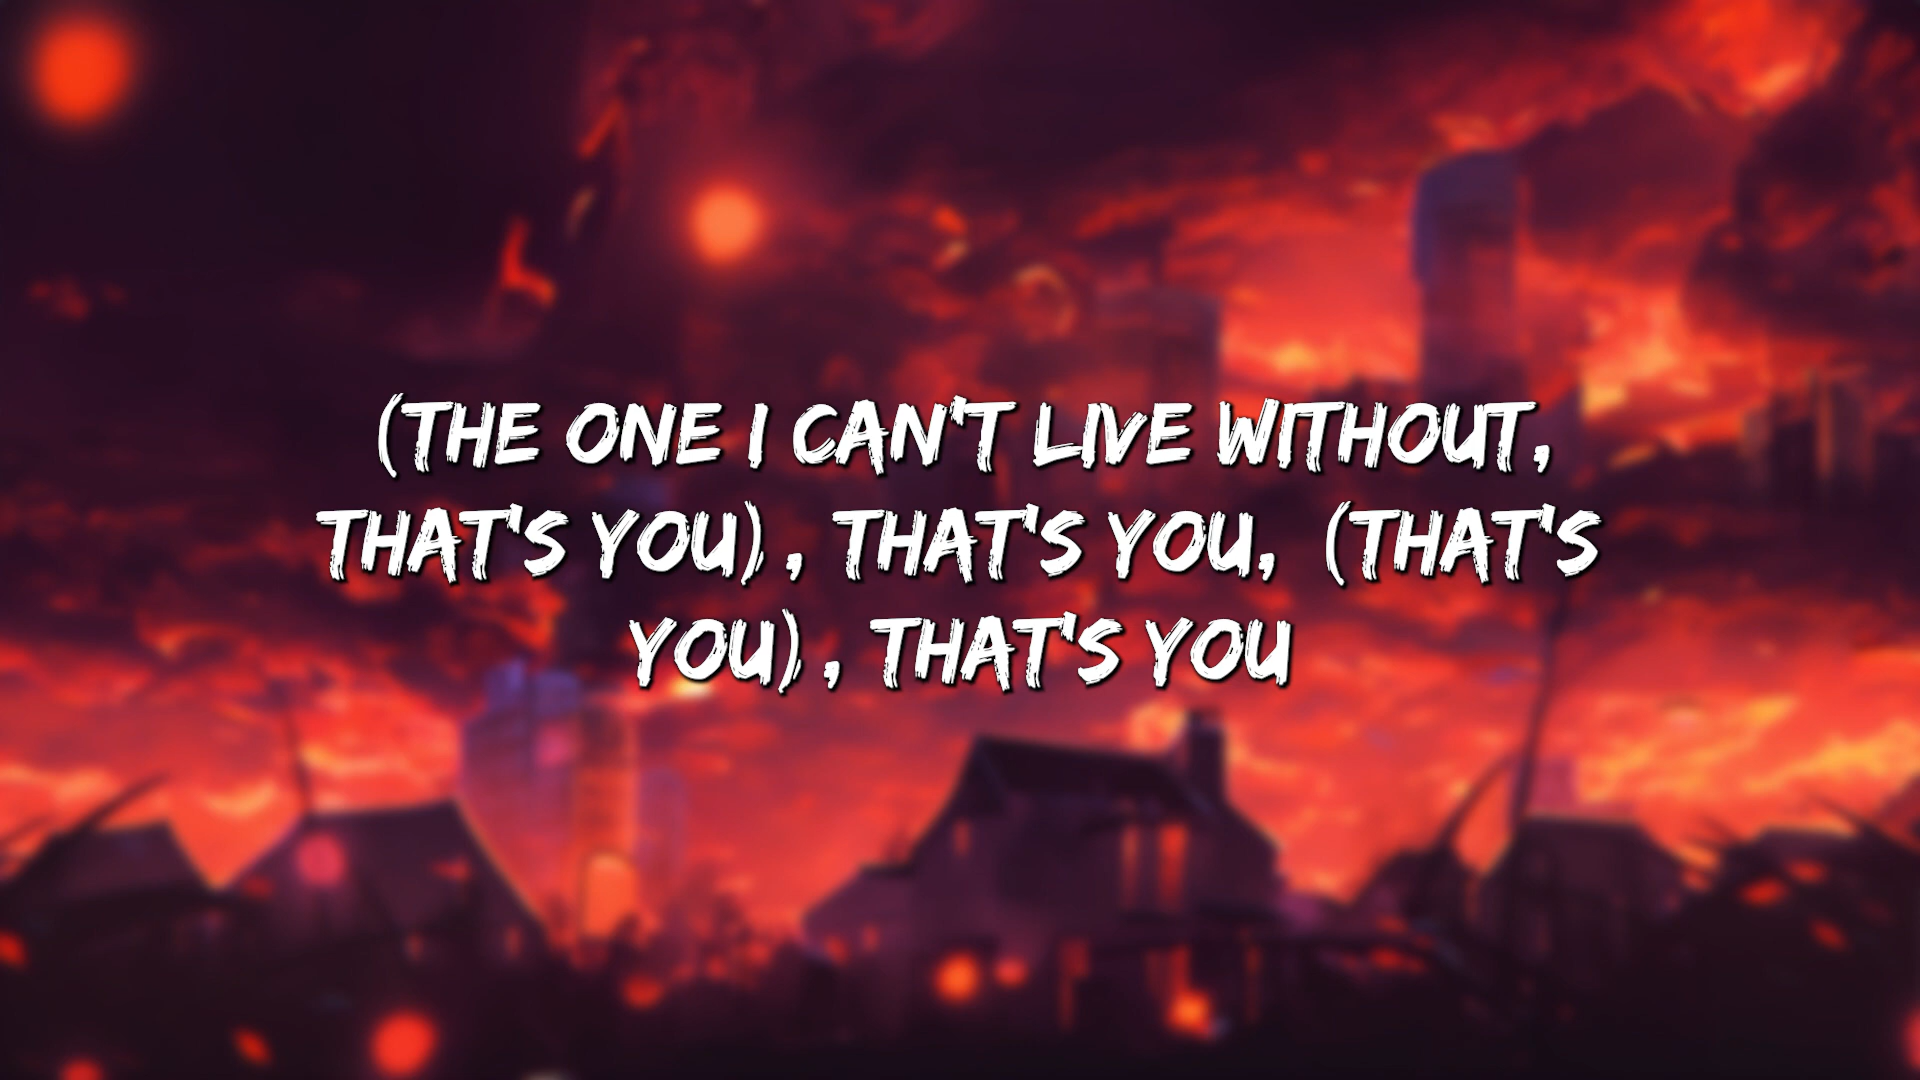 (THE ONE I CAN'T LIVE WITHOUT,
THAT'S YOU), THAT'S YOU, (THAT'S
YOU), THAT'S YOU